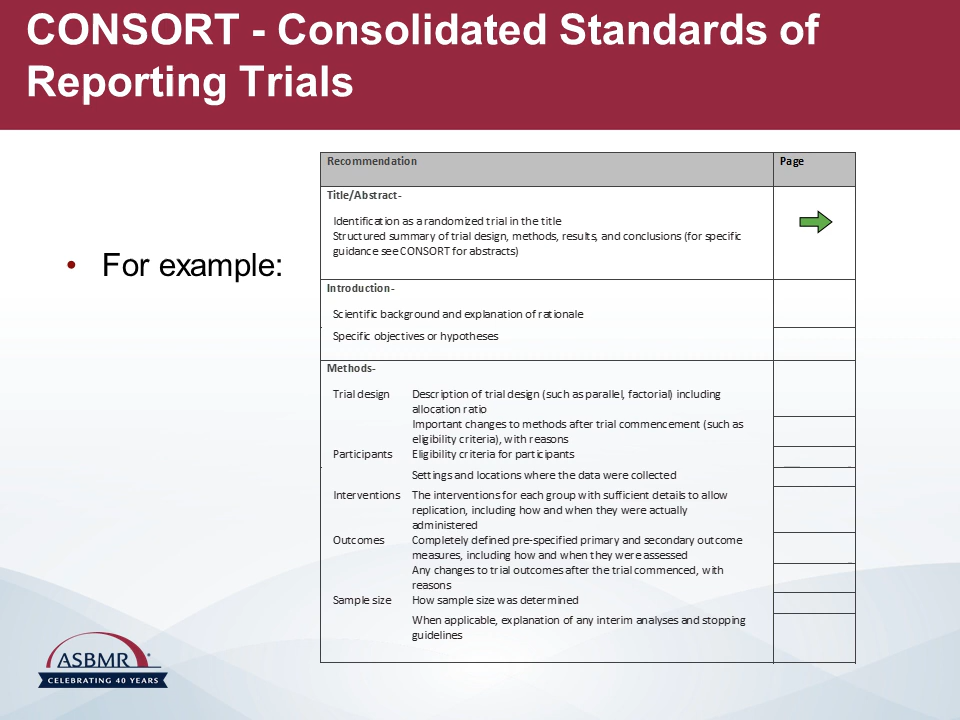 CONSORT - Consolidated Standards of
Reporting Trials
• For example:
Recommendation Page
Title/Abstract-
Identification as a randomized trial in the title
Structured summary of trial design, methods, results, and conclusions (for specific
guidance see CONSORT for abstracts)
Introduction-
Scientific background and explanation of rationale
Specific objectives or hypotheses
Methods-
Trial design Description of trial design (such as parallel, factorial) including
allocation ratio
Important changes to methods after trial commencement (such as
eligibility criteria), with reasons
Participants Eligibility criteria for participants
Settings and locations where the data were collected
Interventions The interventions for each group with sufficient details to allow
replication, including how and when they were actually
administered
Outcomes Completely defined pre-specified primary and secondary outcome
measures, including how and when they were assessed
Any changes to trial outcomes after the trial commenced, with
reasons
Sample size How sample size was determined
When applicable, explanation of any interim analyses and stopping
guidelines
ASBMR
CELEBRATING 40 YEARS